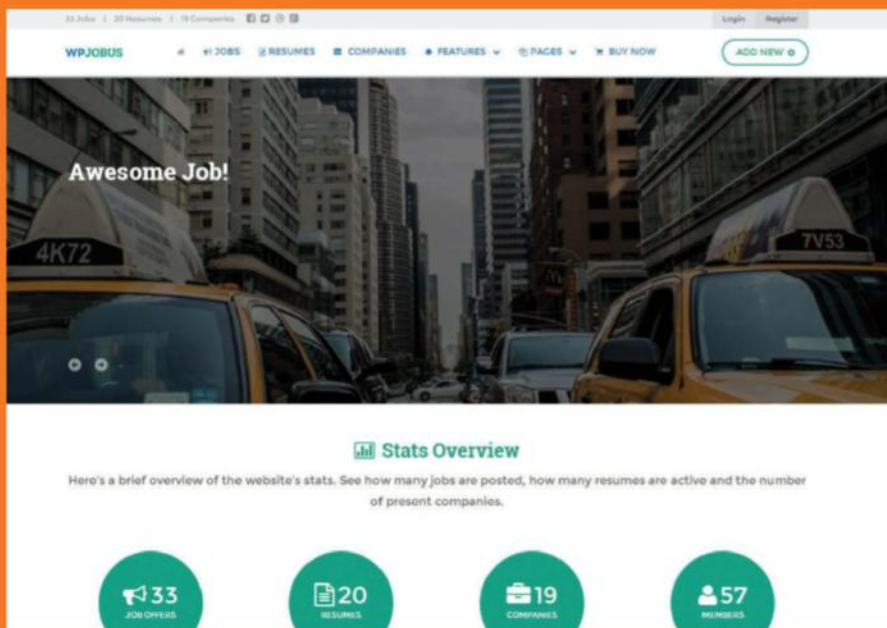 33 Jobs | 20 Resumes | 19 Companies
Login Register
WPJOBUS JOBS RESUMES COMPANIES FEATURES PAGES BUY NOW ADD NEW
Awesome Job!
4K72
7V53
Stats Overview
Here's a brief overview of the website's stats. See how many jobs are posted, how many resumes are active and the number
of present companies.
33 20 19 57
JOB OFFERS RESUMES COMPANIES MEMBERS